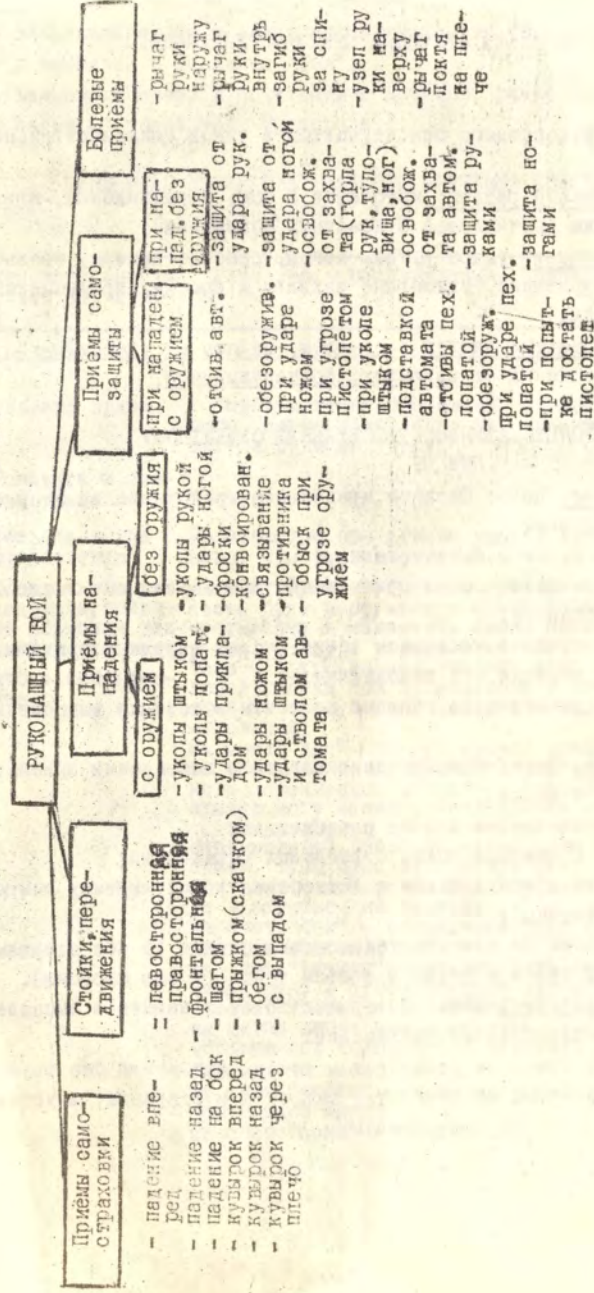 РУКОПАШНЫЙ БОЙ
Приёмы само-
страховки
- падение впе-
ред
- падение назад
- падение на бок
- кувырок вперед
- кувырок назад
- кувырок через
плечо
Стойки, пере-
движения
- левосторонняя
правосторонняя
- фронтальная
- шагом
- прыжком(скачком)
- бегом
- с выпадом
Приёмы на-
падения
с оружием
-уколы штыком
- уколы лопат.
-удары прикла-
дом
-удары ножом
-удары штыком
и стволом ав-
томата
без оружия
-уколы рукой
- удары ногой
-броски
-конвоирован.
-связывание
противника
- обыск при
угрозе ору-
жием
Приёмы само-
защиты
При нападен.
с оружием
-отбив.авт.
-обезоружив.
при ударе
ножом
-при угрозе
пистолетом
-при уколе
штыком
-подставкой
автомата
-отбивы пех.
лопатой
-обезоруж.
при ударе пех.
лопатой
-при попыт-
ке достать
пистолет
при на-
пад.без
оружия
-защита от
удара рук.
-защита от
удара ногой
-освобож.
от захва-
та(горла
рук,туло-
вища,ног)
-освобож.
от захва-
та автом.
-защита ру-
ками
-защита но-
гами
Болевые
приёмы
-рычаг
руки
наружу
-рычаг
руки
внутрь
-загиб
руки
за спи-
ну
-узел ру
ки на-
верху
-рычаг
локтя
на пле-
че